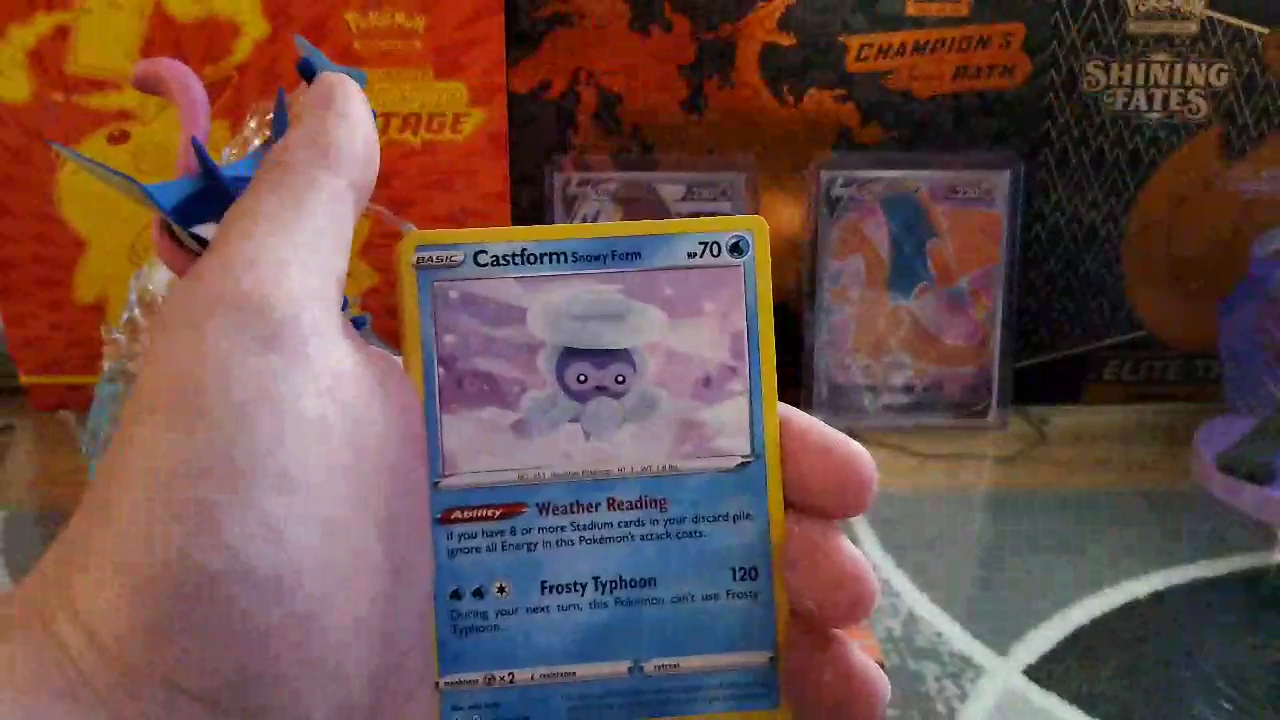 Pokémon
TAGE
CHAMPION'S
PATH
Pokémon
SHINING
FATES
ELITE
220
BASIC Castform Snowy Form HP 70
Ability Weather Reading
If you have 8 or more Stadium cards in your discard pile,
ignore all Energy in this Pokémon's attack costs.
Frosty Typhoon 120
During your next turn, this Pokémon can't use Frosty
Typhoon.
weakness ×2 resistance retreat